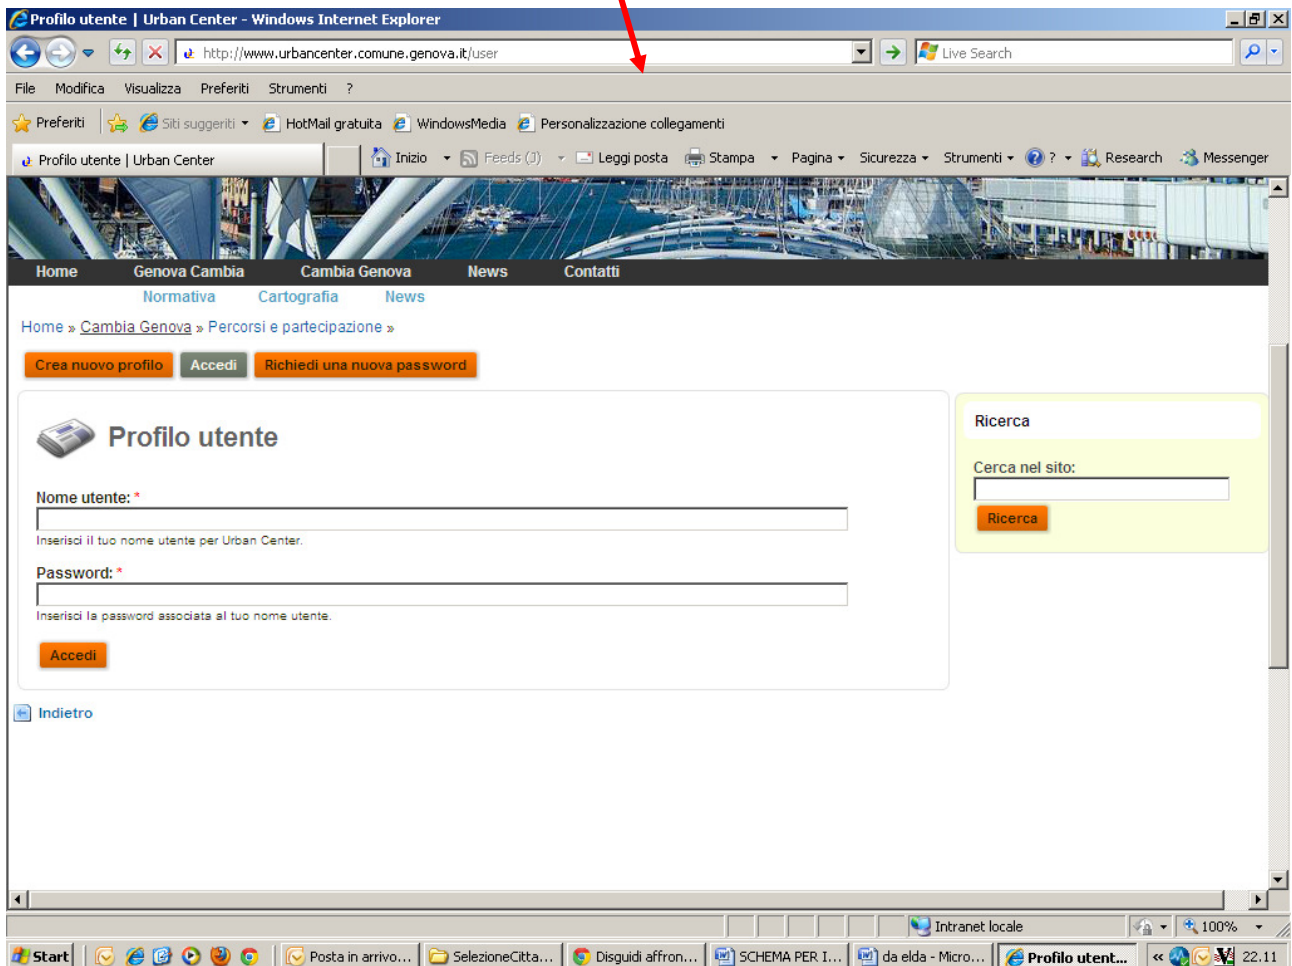 Profilo utente | Urban Center - Windows Internet Explorer
http://www.urbancenter.comune.genova.it/user
Live Search
File Modifica Visualizza Preferiti Strumenti ?
Preferiti Siti suggeriti HotMail gratuita WindowsMedia Personalizzazione collegamenti
Profilo utente | Urban Center Inizio Feeds (J) Leggi posta Stampa Pagina Sicurezza Strumenti ? Research Messenger
Home Genova Cambia Cambia Genova News Contatti
Normativa Cartografia News
Home » Cambia Genova » Percorsi e partecipazione »
Crea nuovo profilo Accedi Richiedi una nuova password
Profilo utente
Nome utente: *
Inserisci il tuo nome utente per Urban Center.
Password: *
Inserisci la password associata al tuo nome utente.
Accedi
Ricerca
Cerca nel sito:
Ricerca
Indietro
Intranet locale 100%
Start Posta in arrivo... SelezioneCitta... Disguidi affron... SCHEMA PER I... da elda - Micro... Profilo utent... « 22.11